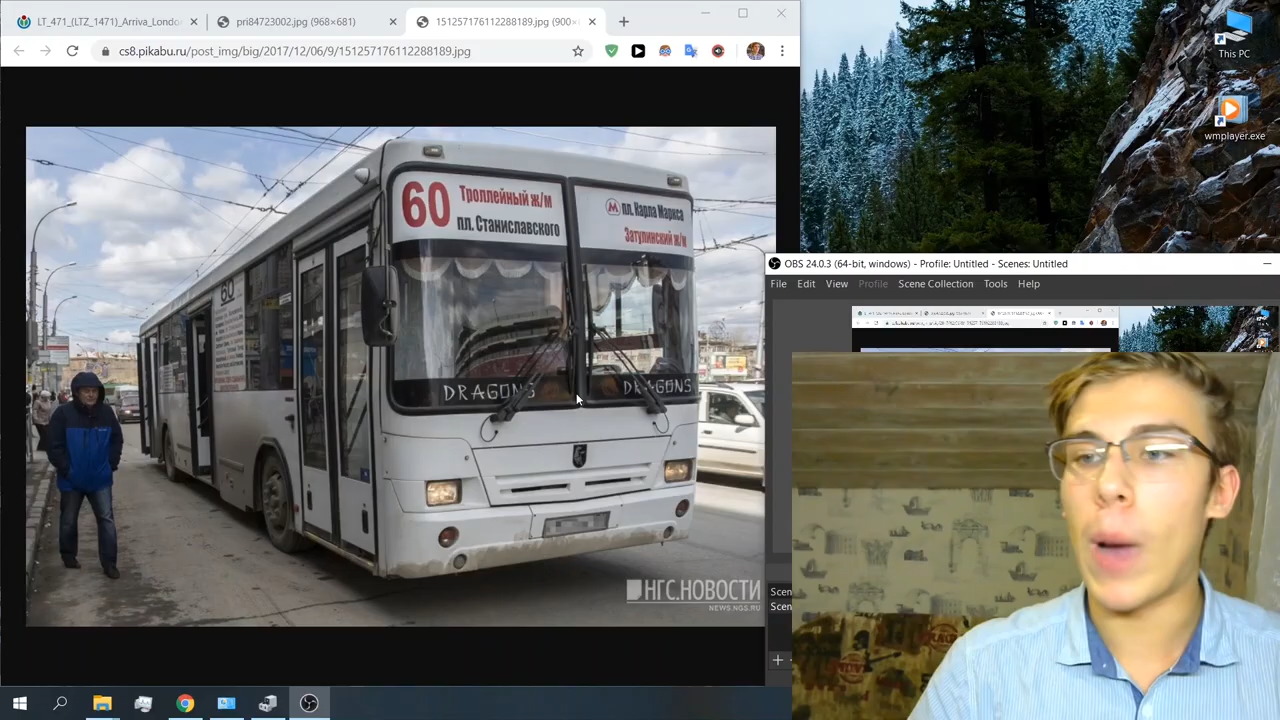 LT_471_(LTZ_1471)_Arriva_Londo
pri84723002.jpg (968×681)
151257176112288189.jpg (900×
cs8.pikabu.ru/post_img/big/2017/12/06/9/151257176112288189.jpg
This PC
wmplayer.exe
60
Троллейный ж/м
пл. Станиславского
М пл. Карла Маркса
Затулинский ж/м
60
DRAGONS
DRAGONS
НГС.НОВОСТИ
NEWS.NGS.RU
OBS 24.0.3 (64-bit, windows) - Profile: Untitled - Scenes: Untitled
File Edit View Profile Scene Collection Tools Help
Scen
Scen